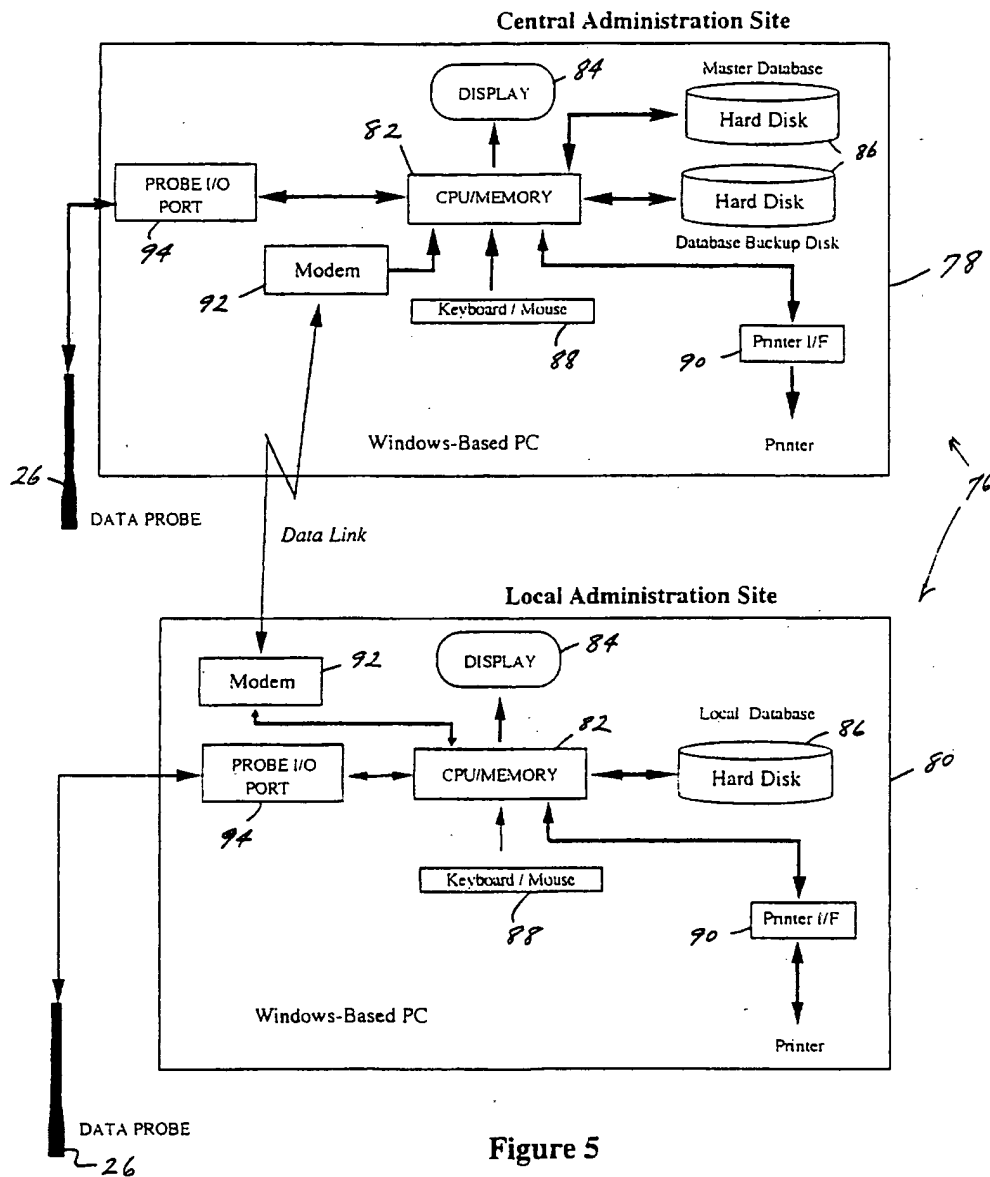 Central Administration Site
DISPLAY
84
Master Database
Hard Disk
86
82
PROBE I/O
PORT
94
CPU/MEMORY
Hard Disk
Database Backup Disk
Modem
92
78
Keyboard / Mouse
88
Printer I/F
90
Printer
Windows-Based PC
26
DATA PROBE
76
Data Link
Local Administration Site
Modem
92
DISPLAY
84
Local Database
86
Hard Disk
82
PROBE I/O
PORT
94
CPU/MEMORY
80
Keyboard / Mouse
88
Printer I/F
90
Windows-Based PC
Printer
DATA PROBE
26
Figure 5